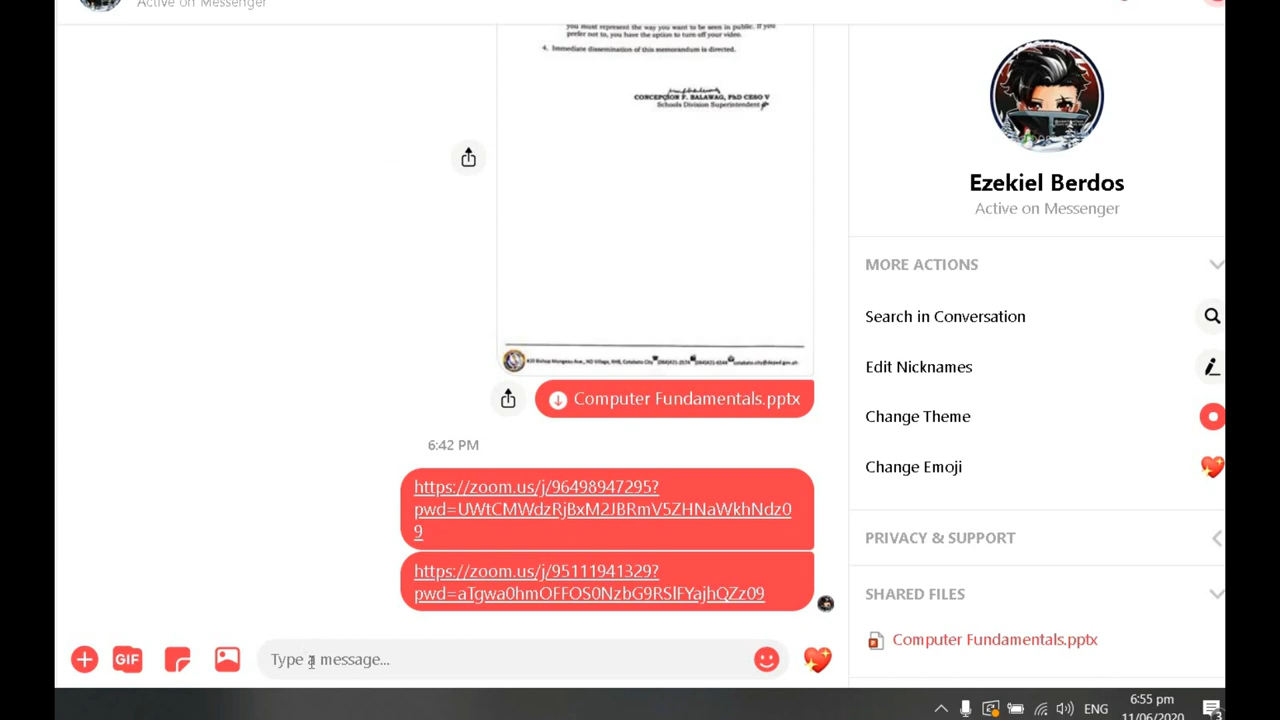 Active on Messenger
you must represent the way you want to be seen in public. If you
prefer not to, you have the option to turn off your video.
4. Immediate dissemination of this memorandum is directed.
CONCEPCION F. BALAWAG, PhD CESO V
Schools Division Superintendent
Computer Fundamentals.pptx
6:42 PM
https://zoom.us/j/96498947295?
pwd=UWtCMWdzRjBxM2JBRmV5ZHNaWkhNdz0
9
https://zoom.us/j/95111941329?
pwd=aTgwa0hmOFFOS0NzbG9RSlFYajhQZz09
GIF
Type a message...
Ezekiel Berdos
Active on Messenger
MORE ACTIONS
Search in Conversation
Edit Nicknames
Change Theme
Change Emoji
PRIVACY & SUPPORT
SHARED FILES
Computer Fundamentals.pptx
ENG
6:55 pm
11/06/2020